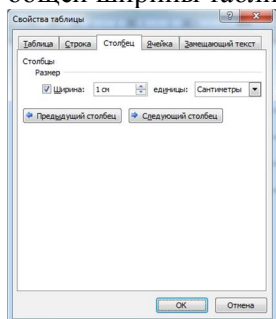 общей ширины табли
Свойства таблицы
Таблица Строка Столбец Ячейка Замещающий текст
Столбцы
Размер
Ширина: 1 см единицы: Сантиметры
Предыдущий столбец Следующий столбец
ОК Отмена